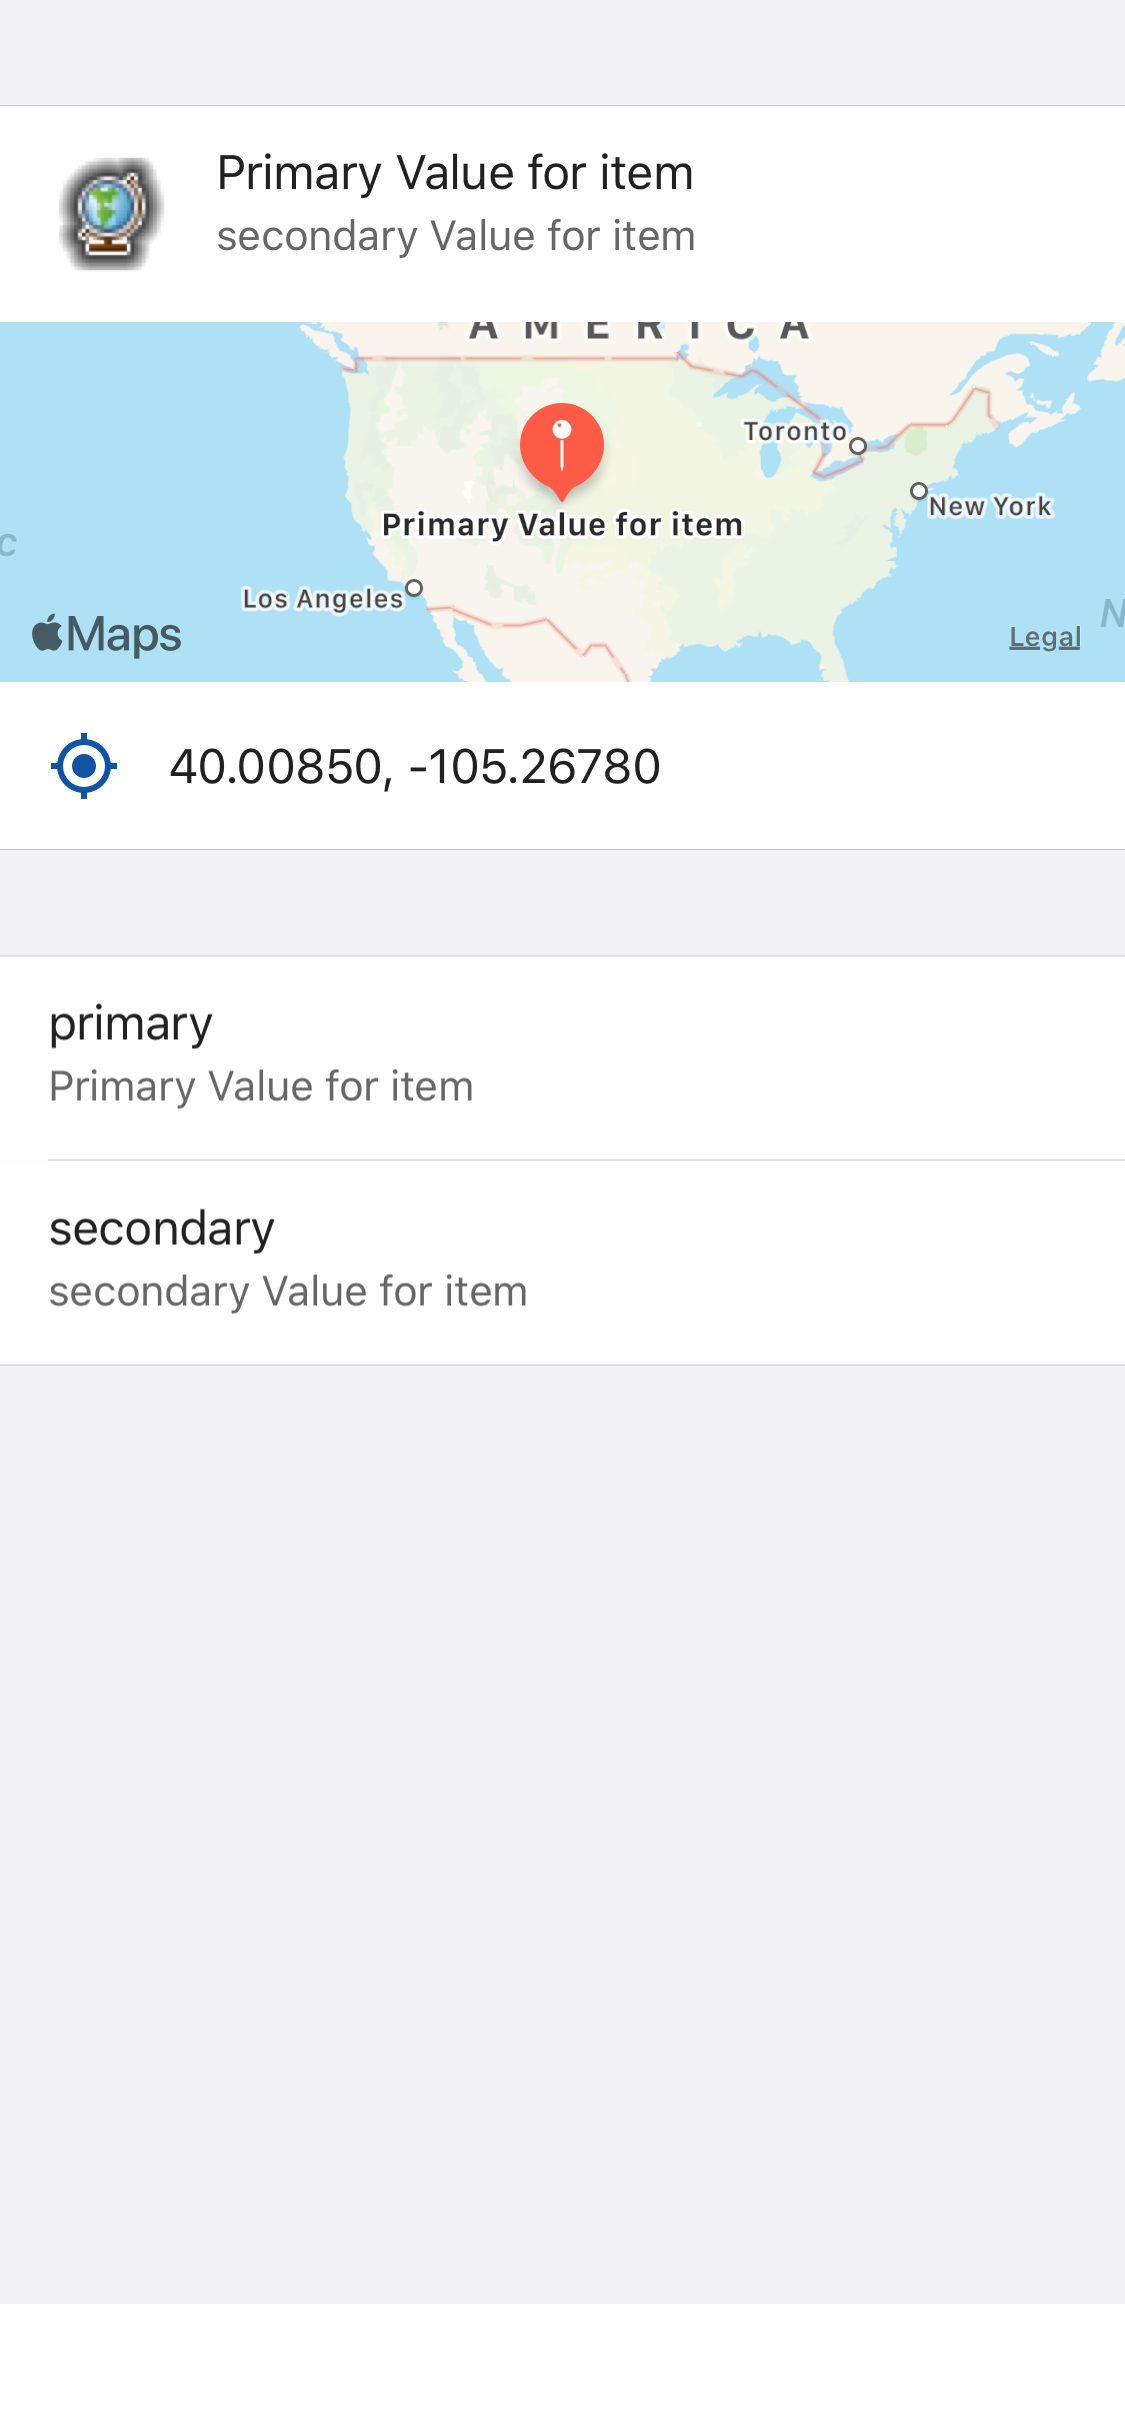 Primary Value for item
secondary Value for item
AMERICA
Toronto
New York
Primary Value for item
Los Angeles
Maps
Legal
40.00850, -105.26780
primary
Primary Value for item
secondary
secondary Value for item